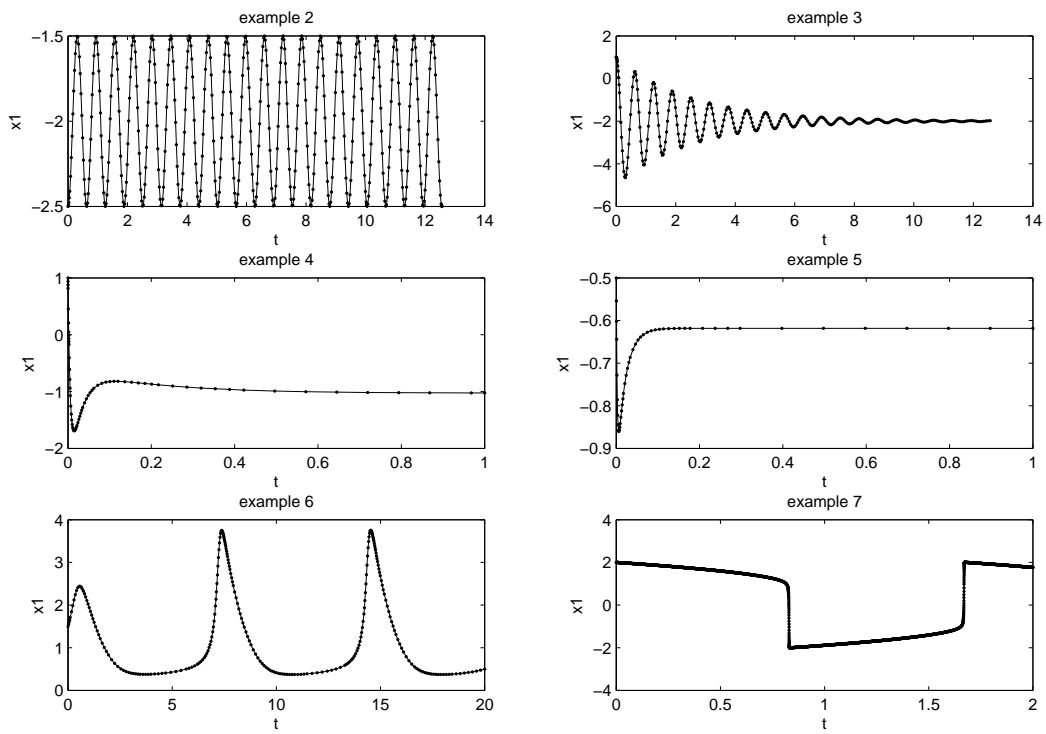 example 2
−1.5
−2
−2.5
x1
0 2 4 6 8 10 12 14
t
example 3
2
0
−2
−4
−6
x1
0 2 4 6 8 10 12 14
t
example 4
1
0
−1
−2
x1
0 0.2 0.4 0.6 0.8 1
t
example 5
−0.5
−0.6
−0.7
−0.8
−0.9
x1
0 0.2 0.4 0.6 0.8 1
t
example 6
4
3
2
1
0
x1
0 5 10 15 20
t
example 7
4
2
0
−2
−4
x1
0 0.5 1 1.5 2
t